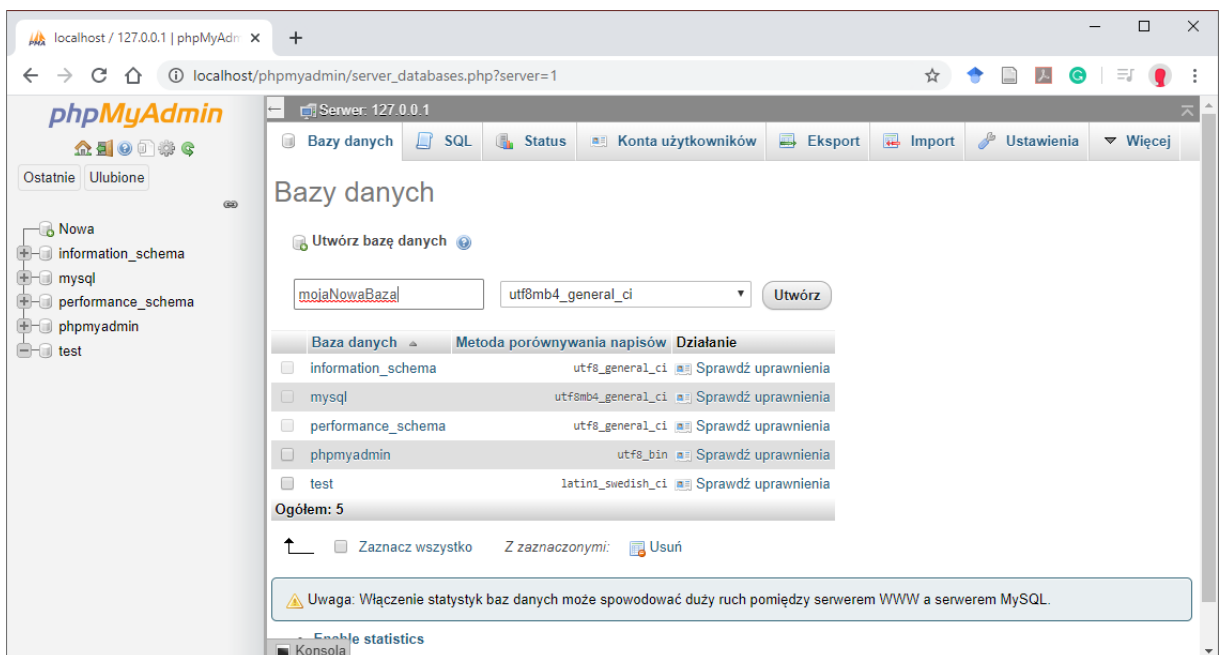 localhost / 127.0.0.1 | phpMyAdm
localhost/phpmyadmin/server_databases.php?server=1
phpMyAdmin
Ostatnie Ulubione
Nowa
information_schema
mysql
performance_schema
phpmyadmin
test
Serwer: 127.0.0.1
Bazy danych SQL Status Konta użytkowników Eksport Import Ustawienia Więcej
Bazy danych
Utwórz bazę danych
mojaNowaBaza utf8mb4_general_ci Utwórz
Baza danych Metoda porównywania napisów Działanie
information_schema utf8_general_ci Sprawdź uprawnienia
mysql utf8mb4_general_ci Sprawdź uprawnienia
performance_schema utf8_general_ci Sprawdź uprawnienia
phpmyadmin utf8_bin Sprawdź uprawnienia
test latin1_swedish_ci Sprawdź uprawnienia
Ogółem: 5
Zaznacz wszystko Z zaznaczonymi: Usuń
Uwaga: Włączenie statystyk baz danych może spowodować duży ruch pomiędzy serwerem WWW a serwerem MySQL.
Enable statistics
Konsola